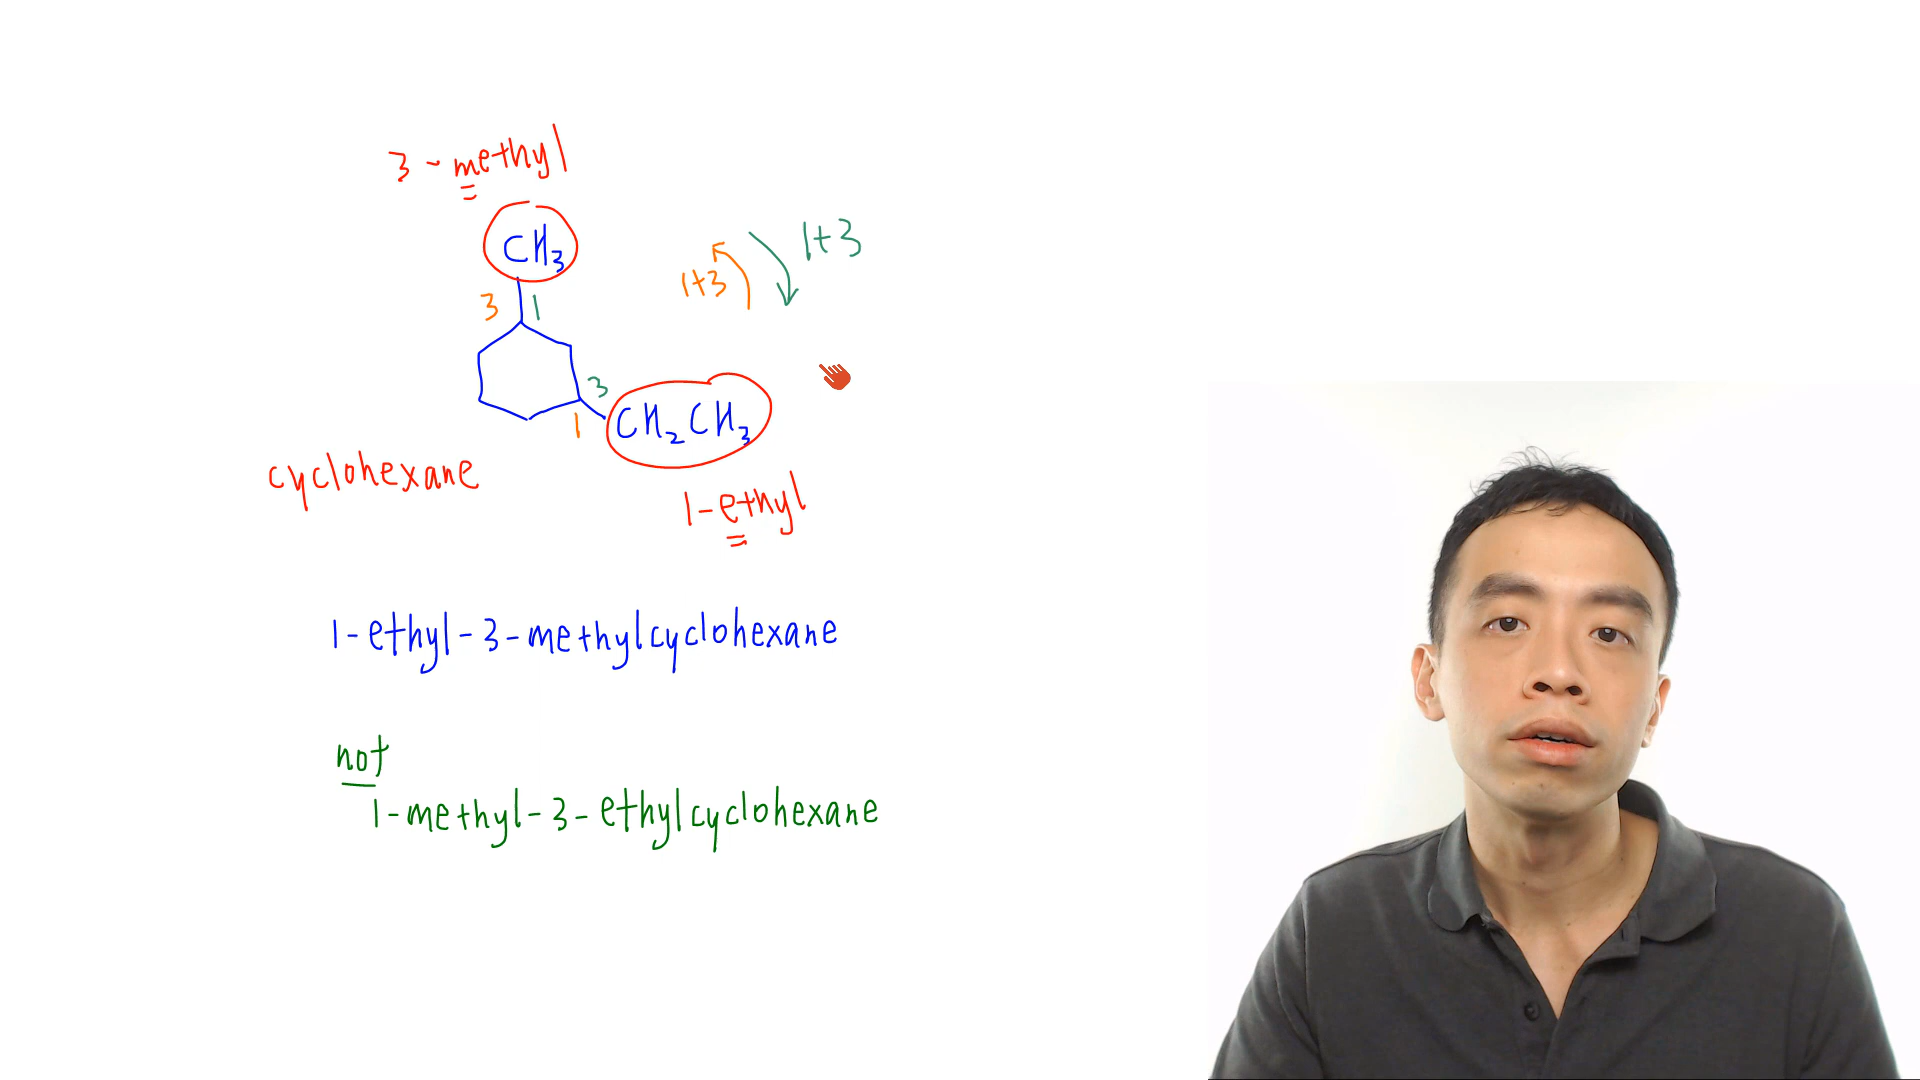 3 - methyl
CH3
1+3
1+3
3 1
3
1
CH2CH3
cyclohexane
1-ethyl
1-ethyl-3-methylcyclohexane
not
1-methyl-3-ethylcyclohexane